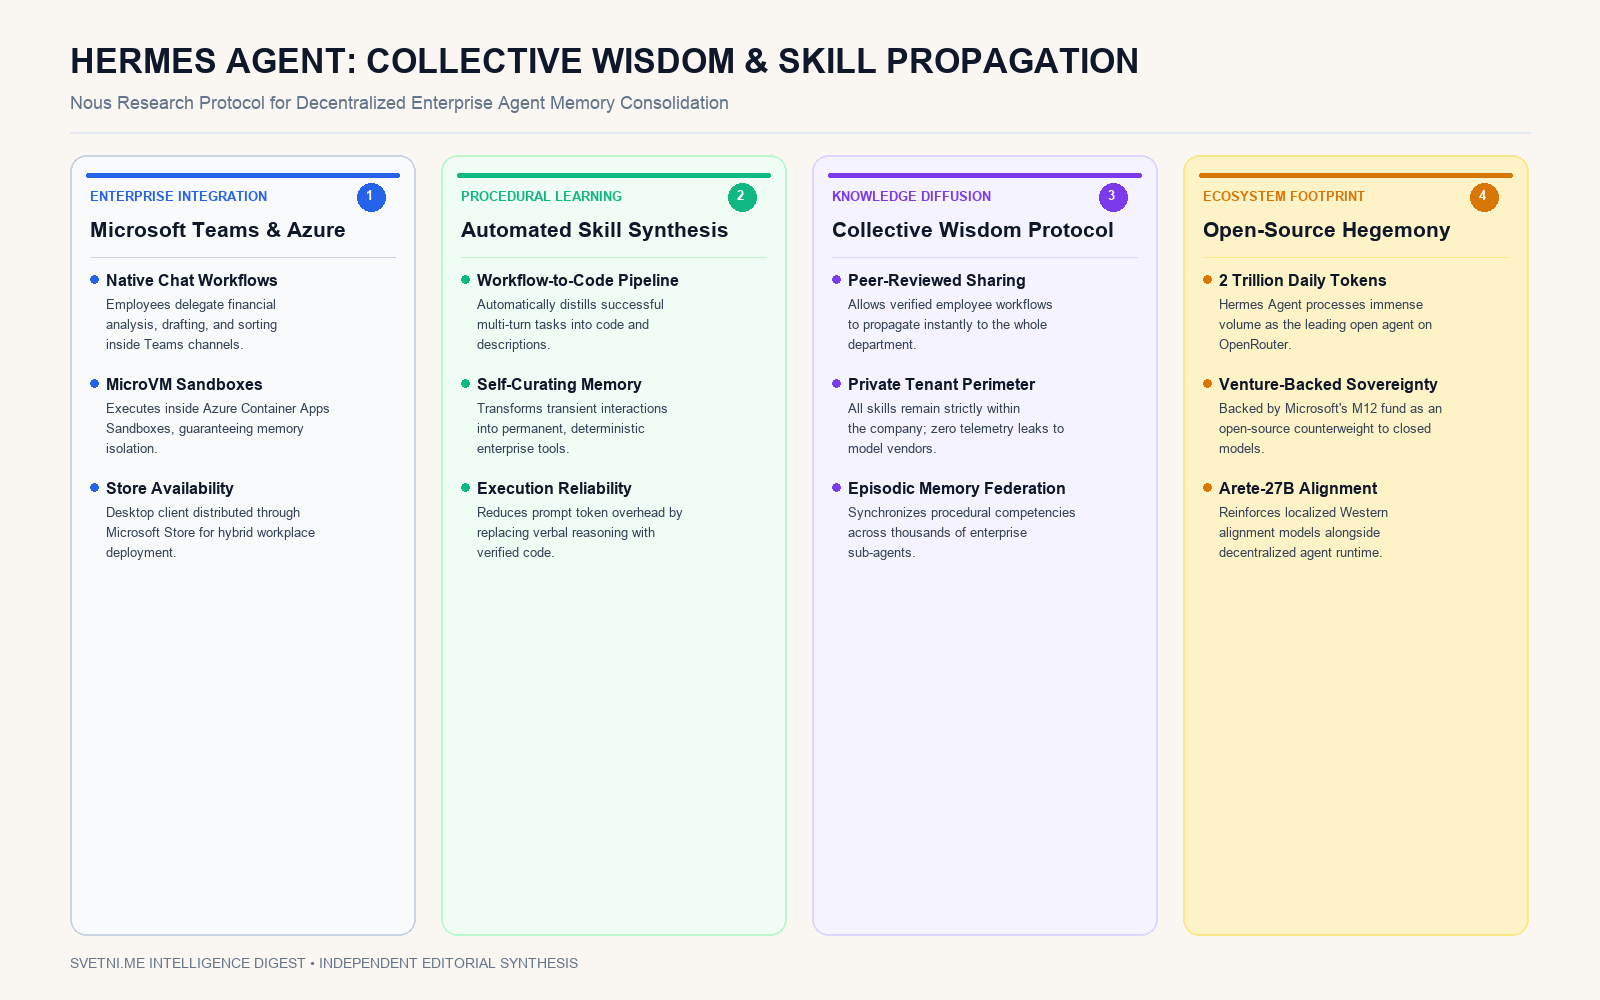 HERMES AGENT: COLLECTIVE WISDOM & SKILL PROPAGATION
Nous Research Protocol for Decentralized Enterprise Agent Memory Consolidation
ENTERPRISE INTEGRATION
1
Microsoft Teams & Azure
Native Chat Workflows
Employees delegate financial
analysis, drafting, and sorting
inside Teams channels.
MicroVM Sandboxes
Executes inside Azure Container Apps
Sandboxes, guaranteeing memory
isolation.
Store Availability
Desktop client distributed through
Microsoft Store for hybrid workplace
deployment.
PROCEDURAL LEARNING
2
Automated Skill Synthesis
Workflow-to-Code Pipeline
Automatically distills successful
multi-turn tasks into code and
descriptions.
Self-Curating Memory
Transforms transient interactions
into permanent, deterministic
enterprise tools.
Execution Reliability
Reduces prompt token overhead by
replacing verbal reasoning with
verified code.
KNOWLEDGE DIFFUSION
3
Collective Wisdom Protocol
Peer-Reviewed Sharing
Allows verified employee workflows
to propagate instantly to the whole
department.
Private Tenant Perimeter
All skills remain strictly within
the company; zero telemetry leaks to
model vendors.
Episodic Memory Federation
Synchronizes procedural competencies
across thousands of enterprise
sub-agents.
ECOSYSTEM FOOTPRINT
4
Open-Source Hegemony
2 Trillion Daily Tokens
Hermes Agent processes immense
volume as the leading open agent on
OpenRouter.
Venture-Backed Sovereignty
Backed by Microsoft's M12 fund as an
open-source counterweight to closed
models.
Arete-27B Alignment
Reinforces localized Western
alignment models alongside
decentralized agent runtime.
SVETNI.ME INTELLIGENCE DIGEST • INDEPENDENT EDITORIAL SYNTHESIS